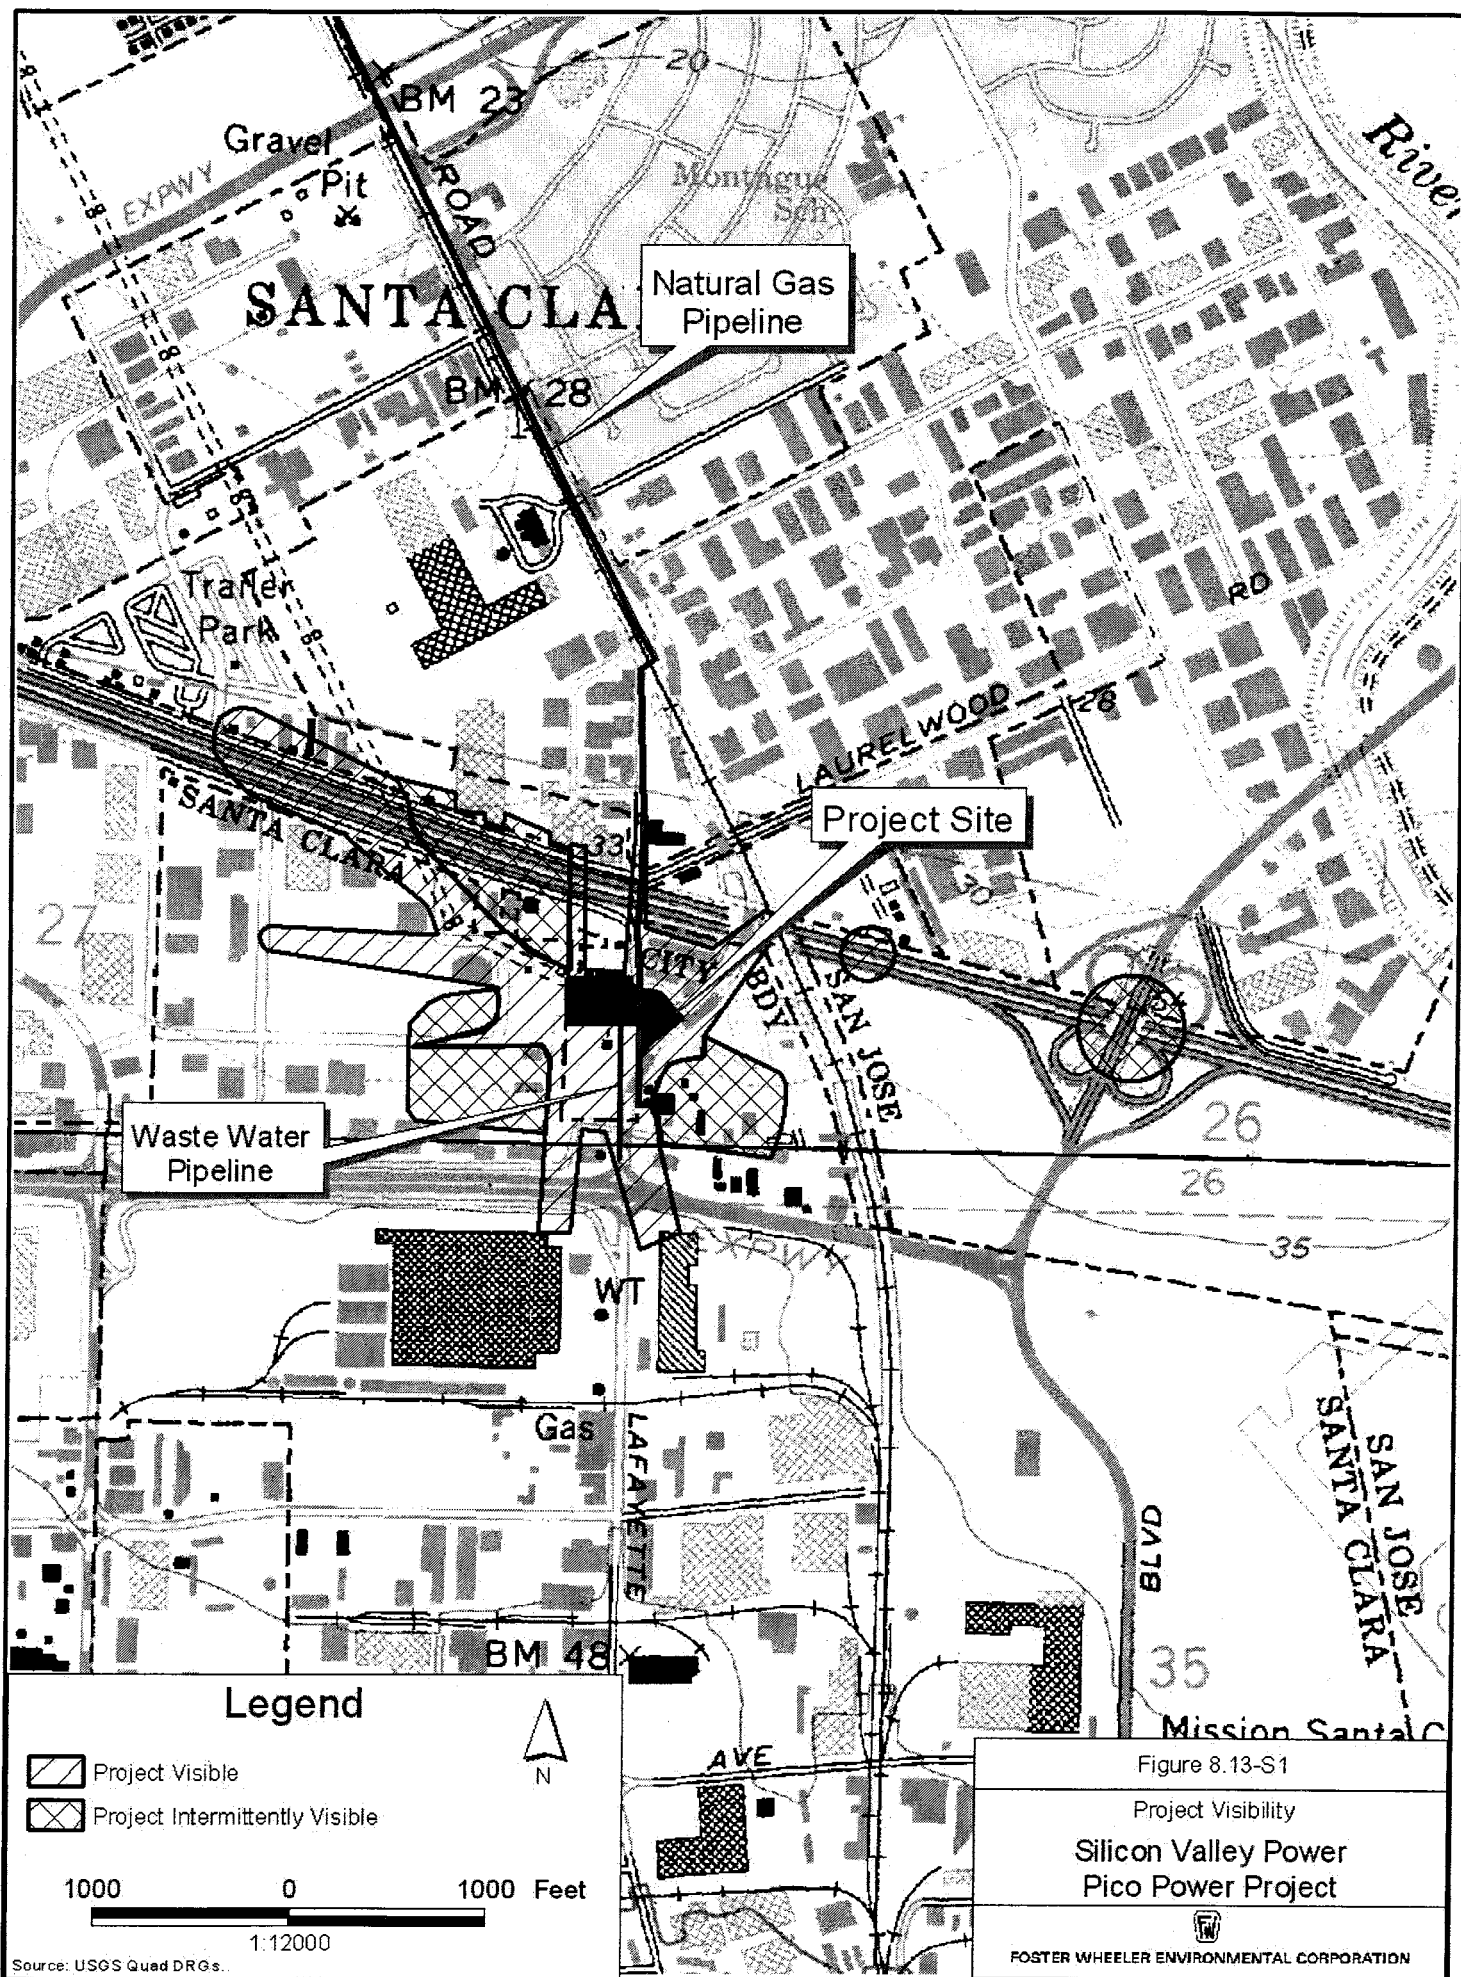 20
BM 23
Gravel
Pit
EXPWY
ROAD
Montague
Sch
River
SANTA CLA
Natural Gas
Pipeline
BM 28
Trailer
Park
RD
28
LAURELWOOD
Project Site
SANTA CLARA
33
30
27
CITY
BDY
SAN JOSE
26
Waste Water
Pipeline
26
35
EXPWY
WT
Gas
LAFAYETTE
SAN JOSE
SANTA CLARA
BLVD
BM 48
35
Mission Santa C
AVE
Legend
N
Project Visible
Project Intermittently Visible
1000 0 1000 Feet
1:12000
Source: USGS Quad DRGs.
Figure 8.13-S1
Project Visibility
Silicon Valley Power
Pico Power Project
FW
FOSTER WHEELER ENVIRONMENTAL CORPORATION